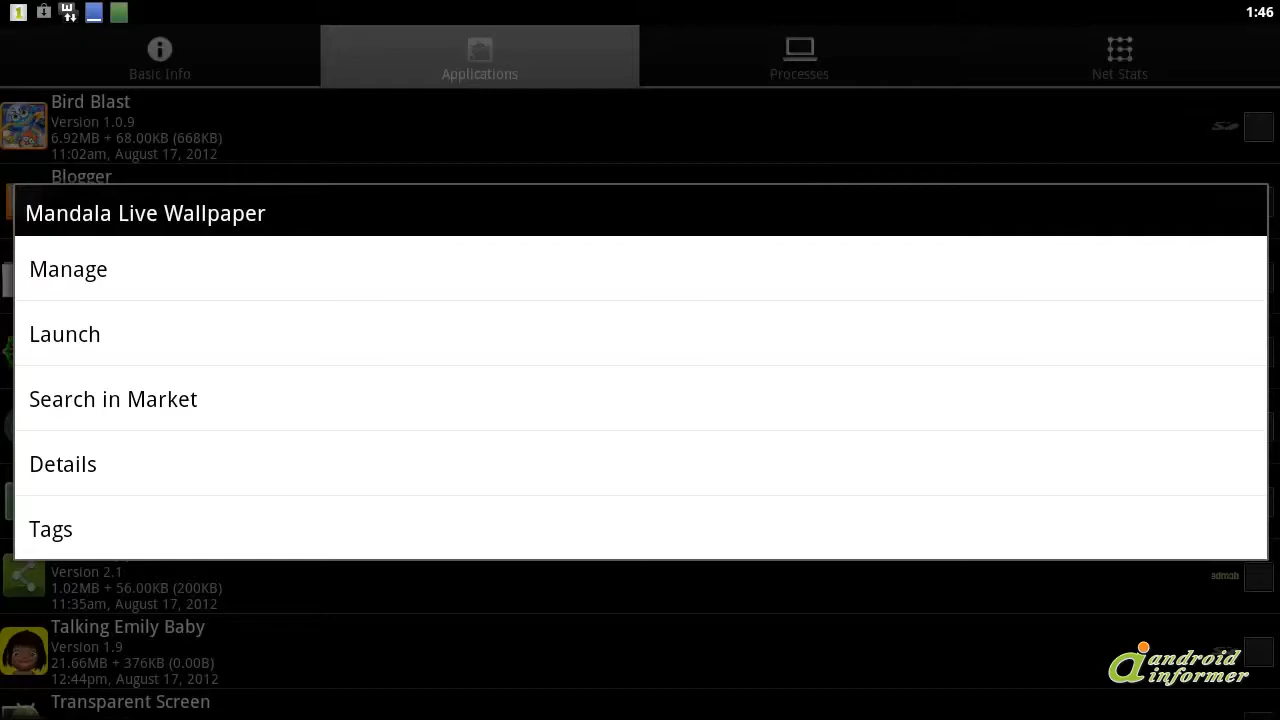 1:46
Basic Info
Applications
Processes
Net Stats
Bird Blast
Version 1.0.9
6.92MB + 68.00KB (668KB)
11:02am, August 17, 2012
Blogger
Mandala Live Wallpaper
Manage
Launch
Search in Market
Details
Tags
Version 2.1
1.02MB + 56.00KB (200KB)
11:35am, August 17, 2012
admob
Talking Emily Baby
Version 1.9
21.66MB + 376KB (0.00B)
12:44pm, August 17, 2012
Transparent Screen
android
informer